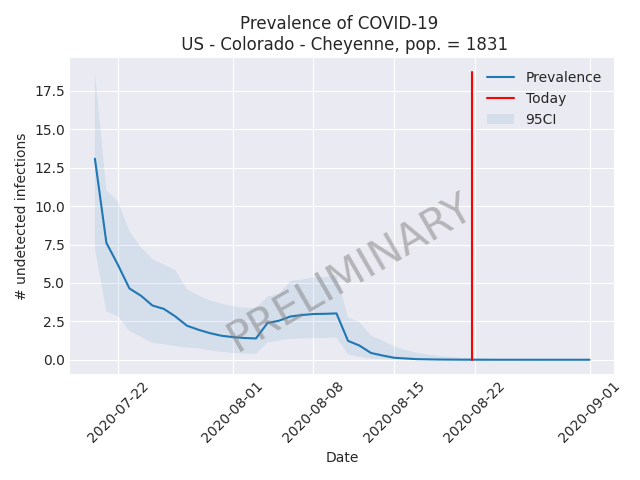 Prevalence of COVID-19
US - Colorado - Cheyenne, pop. = 1831
Prevalence
Today
95CI
17.5
15.0
12.5
10.0
7.5
5.0
2.5
0.0
# undetected infections
PRELIMINARY
2020-07-22
2020-08-01
2020-08-08
2020-08-15
2020-08-22
2020-09-01
Date